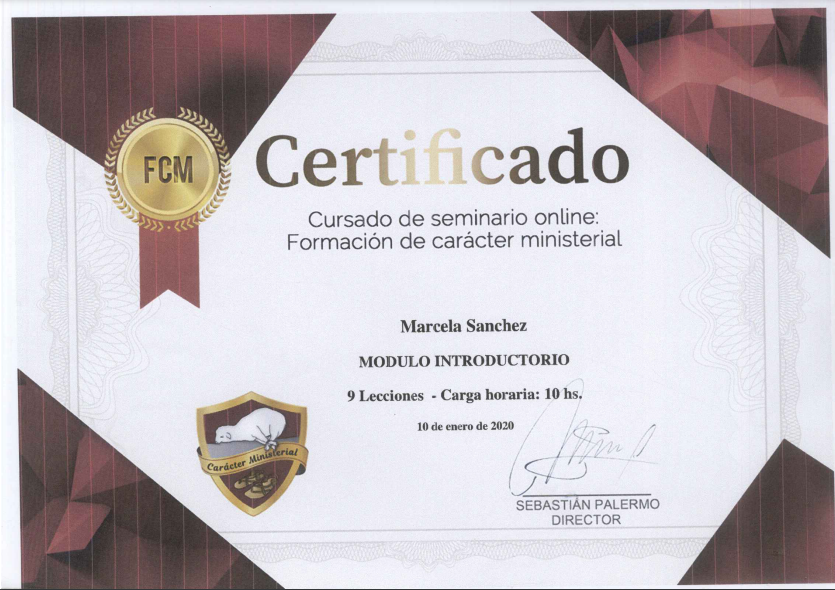 FCM
Certificado
Cursado de seminario online:
Formación de carácter ministerial
Marcela Sanchez
MODULO INTRODUCTORIO
9 Lecciones - Carga horaria: 10 hs.
10 de enero de 2020
Carácter Ministerial
SEBASTIÁN PALERMO
DIRECTOR